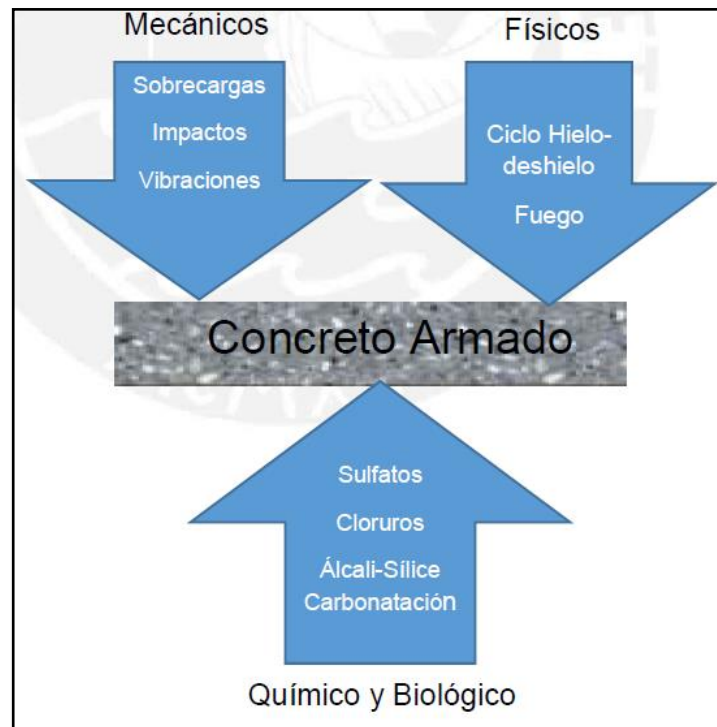 Mecánicos
Sobrecargas
Impactos
Vibraciones
Físicos
Ciclo Hielo-
deshielo
Fuego
Concreto Armado
Sulfatos
Cloruros
Álcali-Sílice
Carbonatación
Químico y Biológico